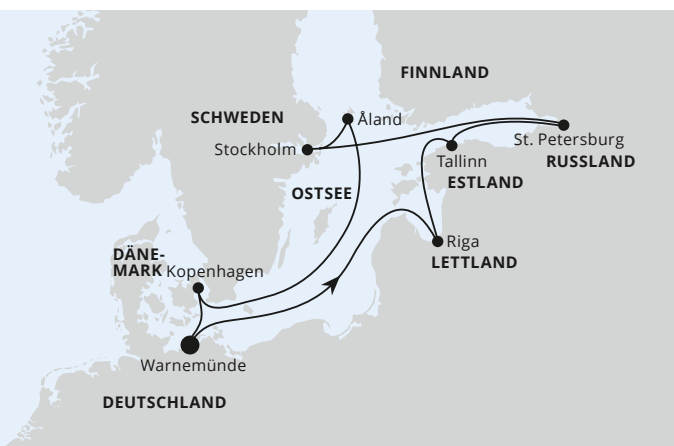 FINNLAND
SCHWEDEN
Åland
Stockholm
St. Petersburg
RUSSLAND
Tallinn
ESTLAND
OSTSEE
Riga
LETTLAND
DÄNE-
MARK
Kopenhagen
Warnemünde
DEUTSCHLAND